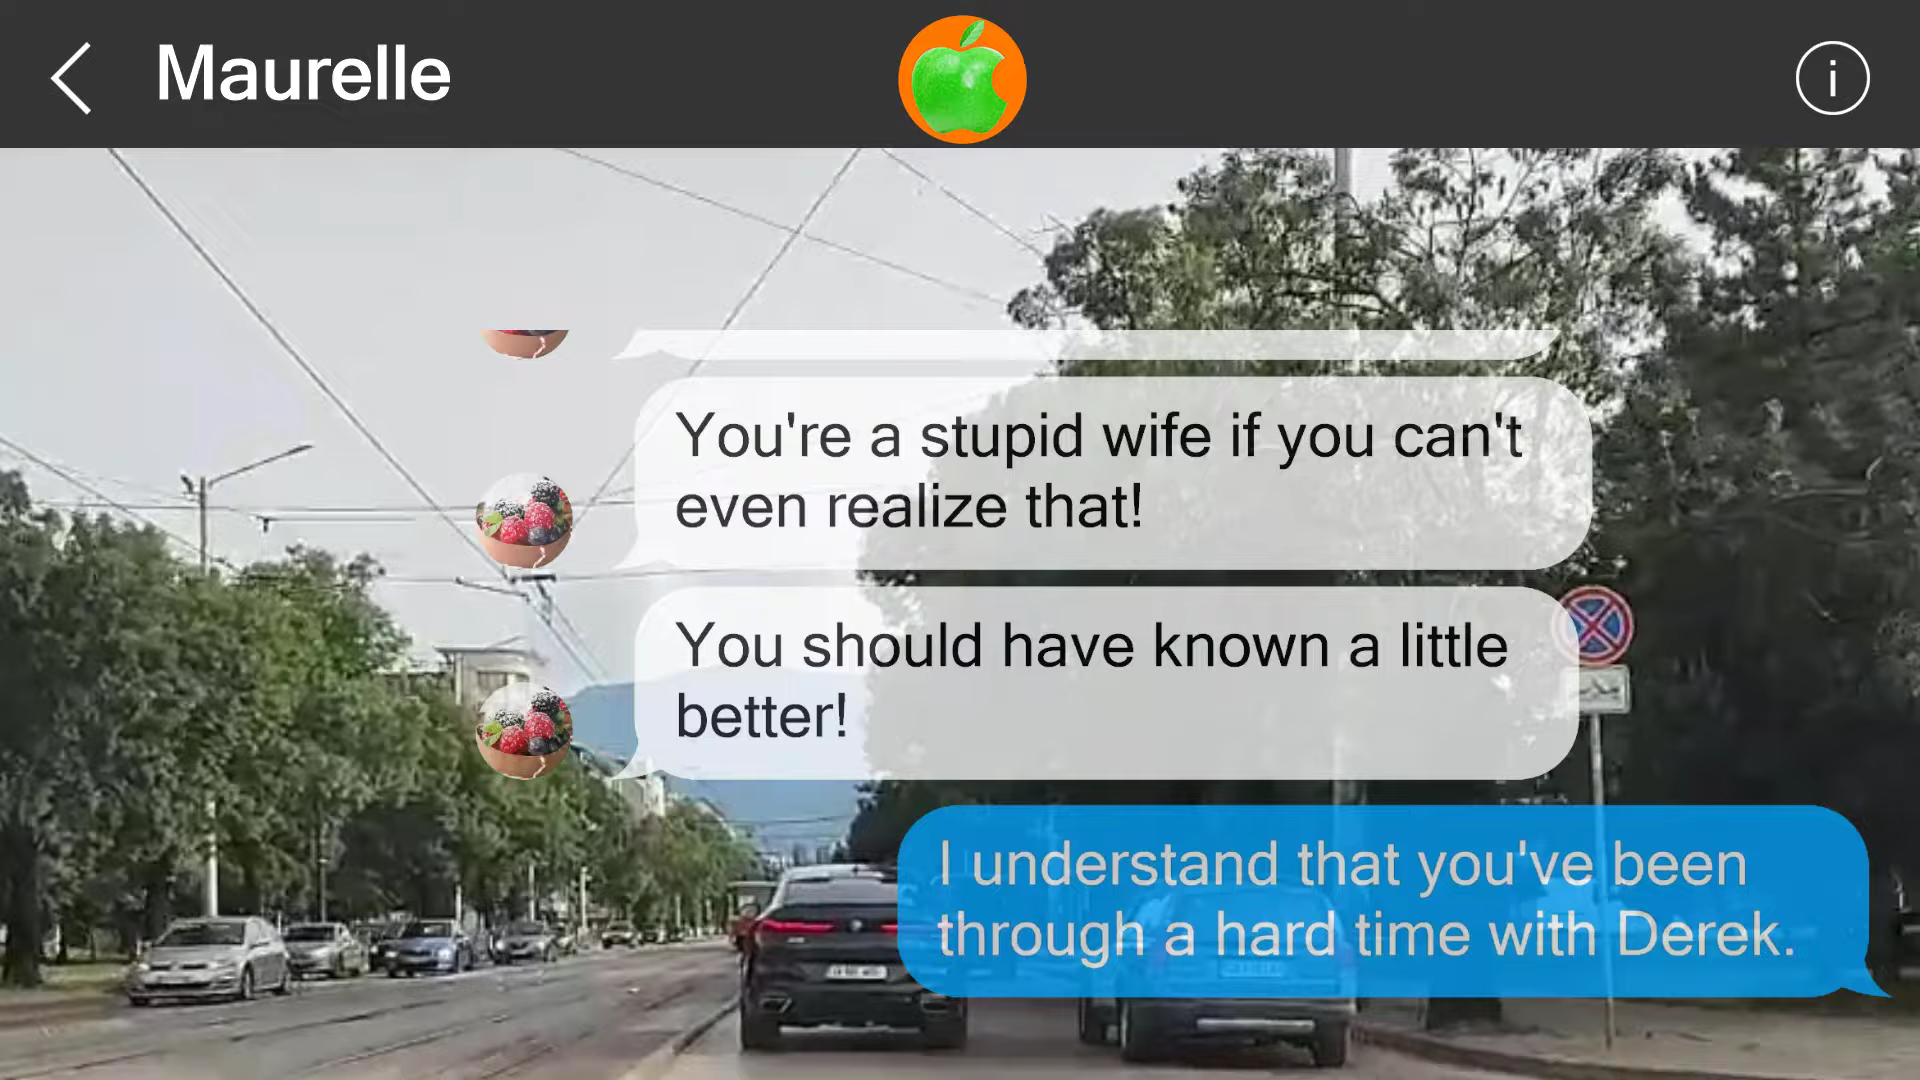 Maurelle
i
You're a stupid wife if you can't
even realize that!
You should have known a little
better!
I understand that you've been
through a hard time with Derek.